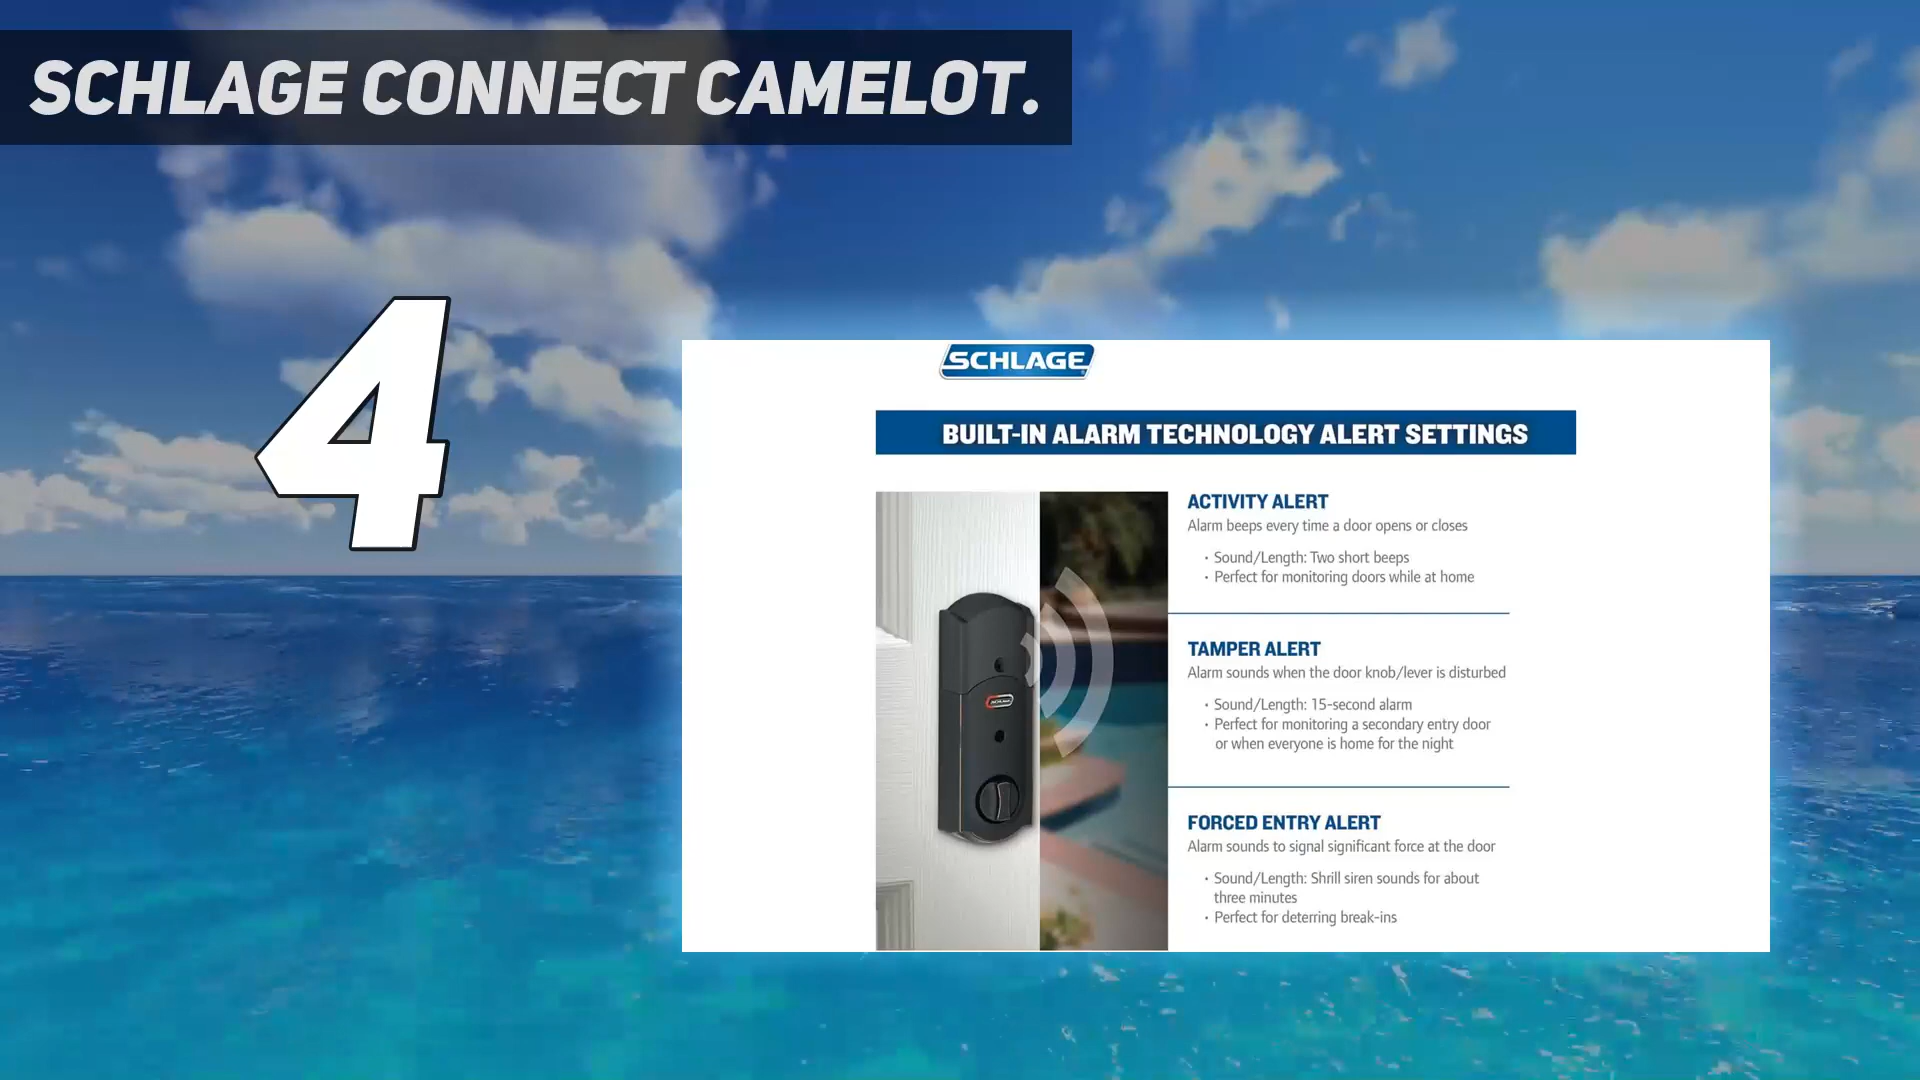 SCHLAGE CONNECT CAMELOT.
4
SCHLAGE
BUILT-IN ALARM TECHNOLOGY ALERT SETTINGS
ACTIVITY ALERT
Alarm beeps every time a door opens or closes
• Sound/Length: Two short beeps
• Perfect for monitoring doors while at home
TAMPER ALERT
Alarm sounds when the door knob/lever is disturbed
• Sound/Length: 15-second alarm
• Perfect for monitoring a secondary entry door
or when everyone is home for the night
FORCED ENTRY ALERT
Alarm sounds to signal significant force at the door
• Sound/Length: Shrill siren sounds for about
three minutes
• Perfect for deterring break-ins
SCHLAGE